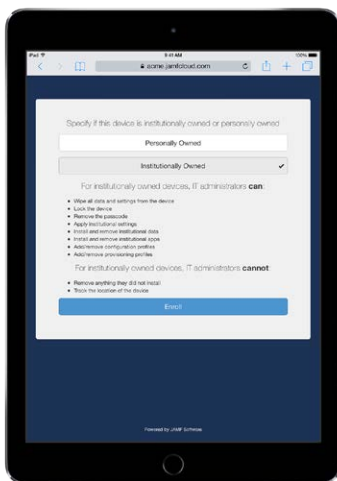 iPad
9:41 AM
100%
acme.jamfcloud.com
Specify if this device is institutionally owned or personally owned
Personally Owned
Institutionally Owned
For institutionally owned devices, IT administrators can:
Wipe all data and settings from the device
Lock the device
Remove the passcode
Apply institutional settings
Install and remove institutional data
Install and remove institutional apps
Add/remove configuration profiles
Add/remove provisioning profiles
For institutionally owned devices, IT administrators cannot:
Remove anything they did not install
Track the location of the device
Enroll
Powered by JAMF Software